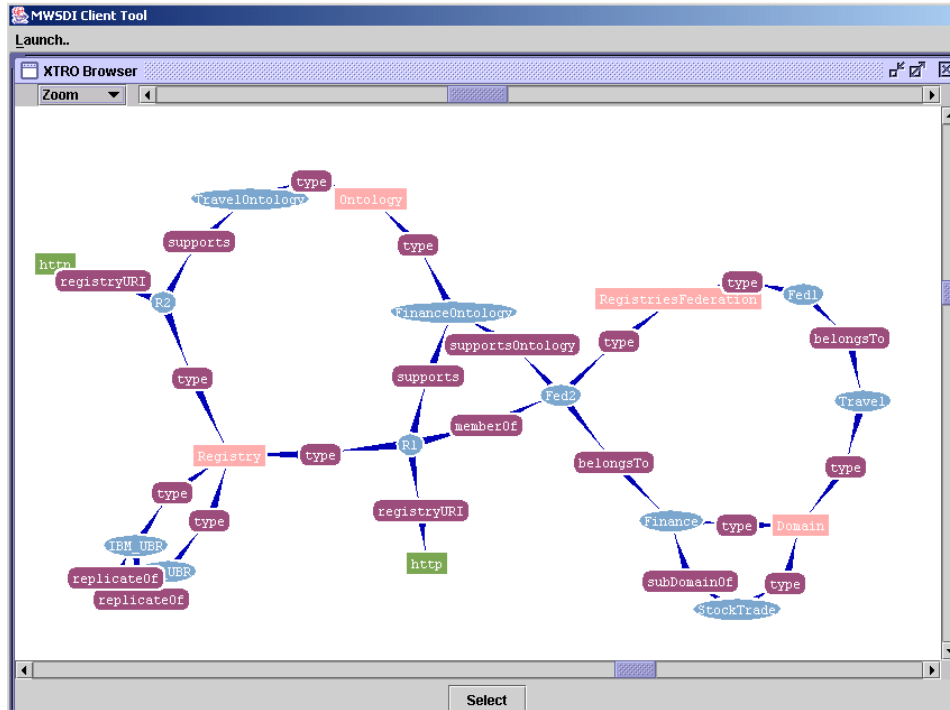 MWSDI Client Tool
Launch..
XTRO Browser
Zoom
type
TravelOntology
Ontology
supports
type
http
registryURI
R2
type
RegistriesFederation
Fed1
FinanceOntology
belongsTo
supportsOntology
type
supports
type
Fed2
Travel
memberOf
R1
Registry
type
belongsTo
type
type
registryURI
type
Finance
type
Domain
IBM_UBR
http
replicateOf
UBR
subDomainOf
type
replicateOf
StockTrade
Select